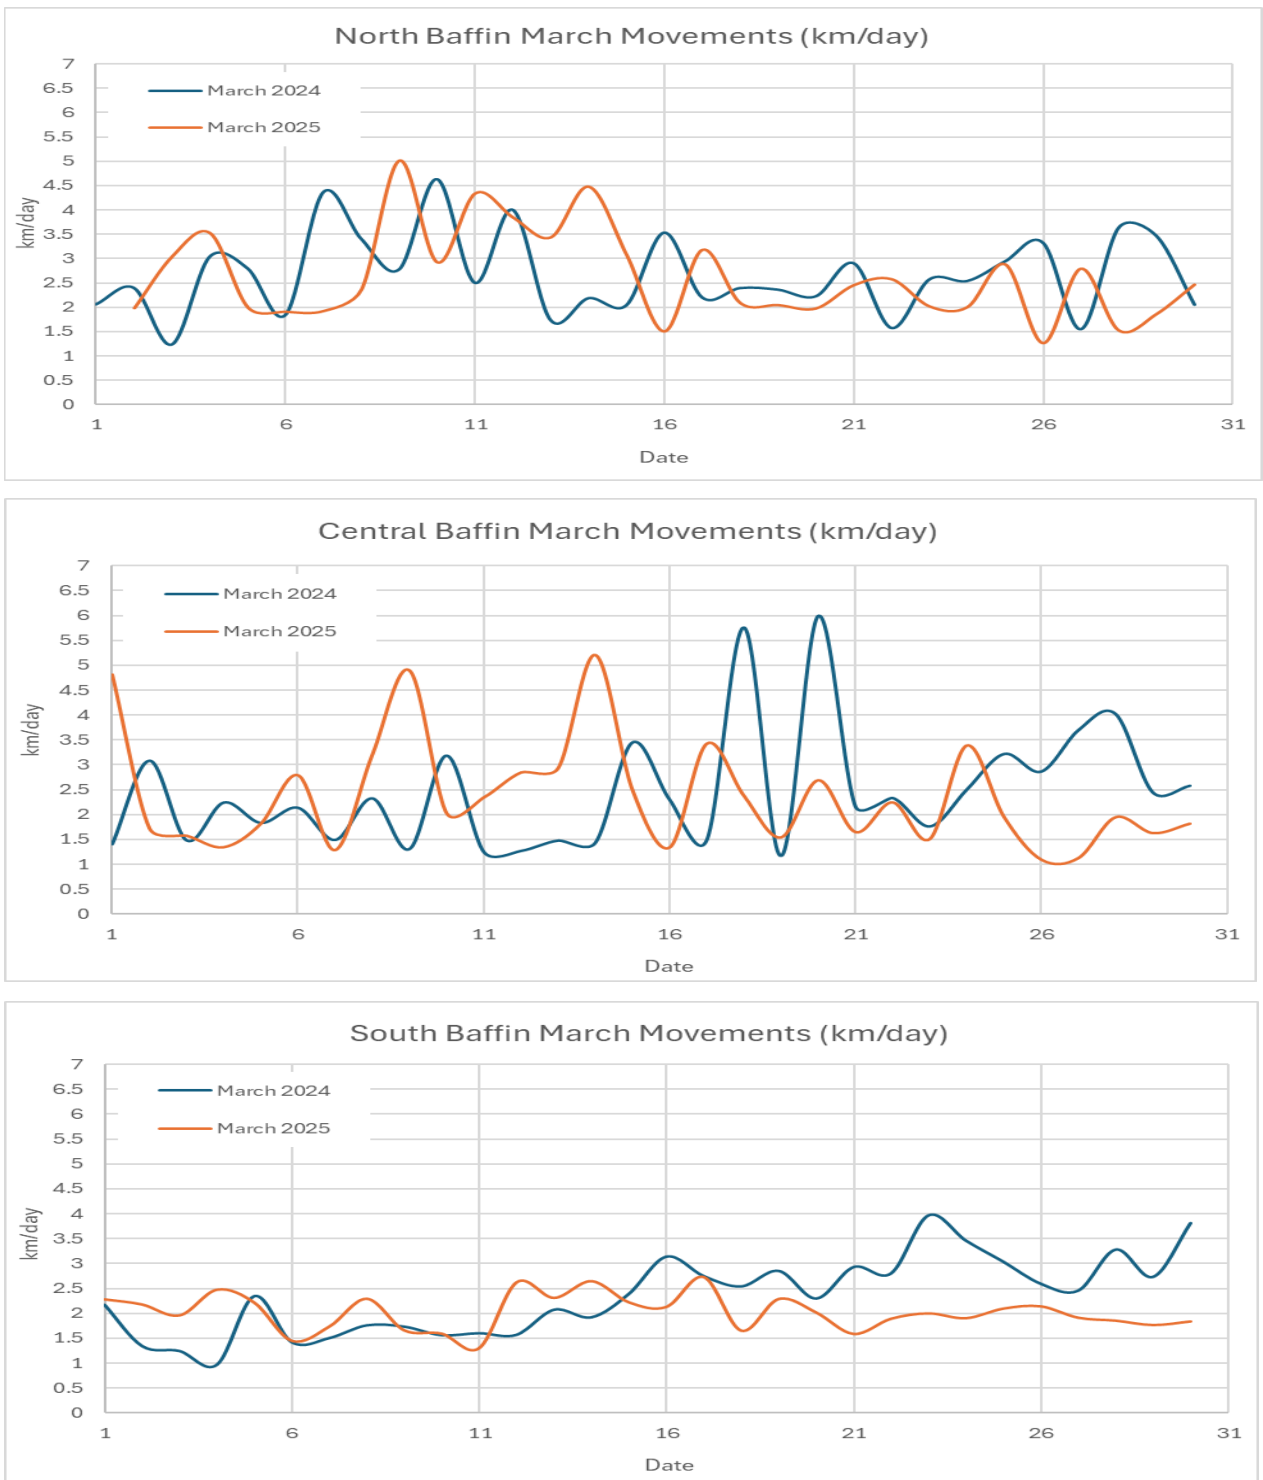 North Baffin March Movements (km/day)
7
6.5
6
5.5
5
4.5
4
3.5
3
2.5
2
1.5
1
0.5
0
km/day
March 2024
March 2025
1 6 11 16 21 26 31
Date
Central Baffin March Movements (km/day)
7
6.5
6
5.5
5
4.5
4
3.5
3
2.5
2
1.5
1
0.5
0
km/day
March 2024
March 2025
1 6 11 16 21 26 31
Date
South Baffin March Movements (km/day)
7
6.5
6
5.5
5
4.5
4
3.5
3
2.5
2
1.5
1
0.5
0
km/day
March 2024
March 2025
1 6 11 16 21 26 31
Date